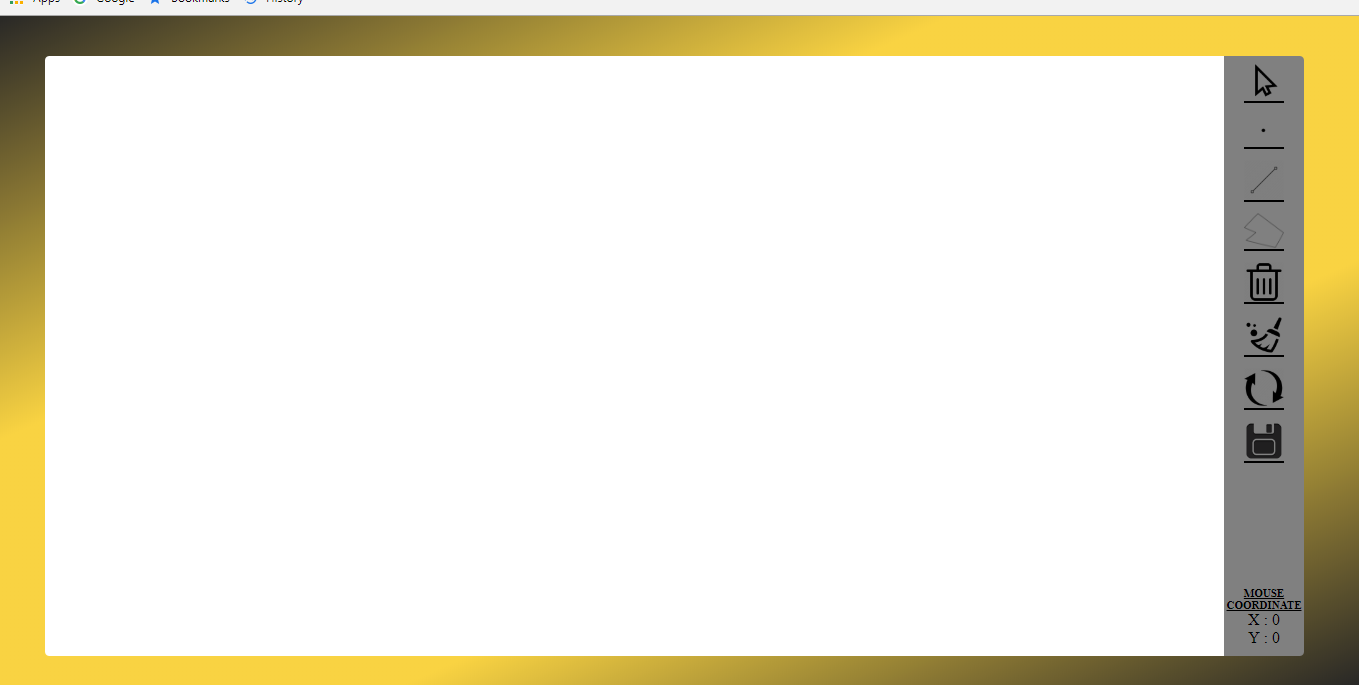 Apps Google Bookmarks History
MOUSE
COORDINATE
X : 0
Y : 0